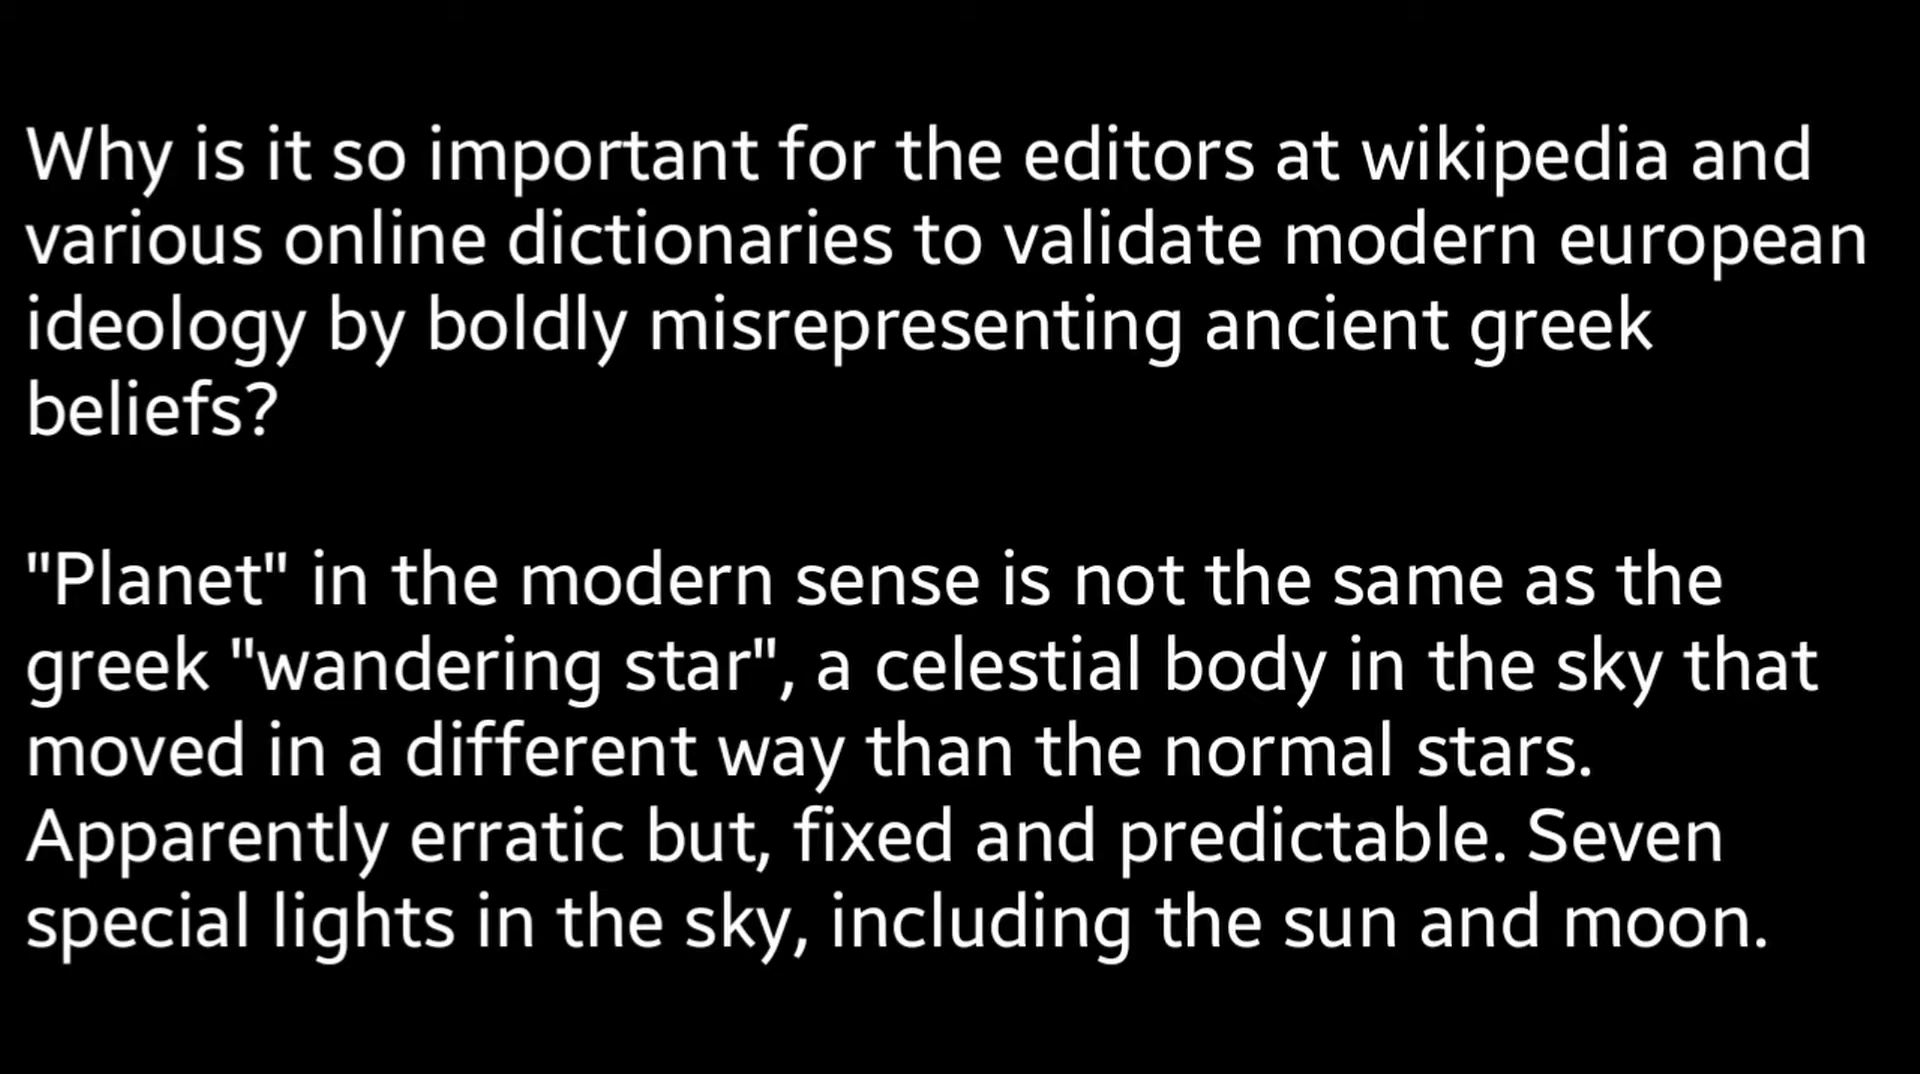 Why is it so important for the editors at wikipedia and
various online dictionaries to validate modern european
ideology by boldly misrepresenting ancient greek
beliefs?
"Planet" in the modern sense is not the same as the
greek "wandering star", a celestial body in the sky that
moved in a different way than the normal stars.
Apparently erratic but, fixed and predictable. Seven
special lights in the sky, including the sun and moon.